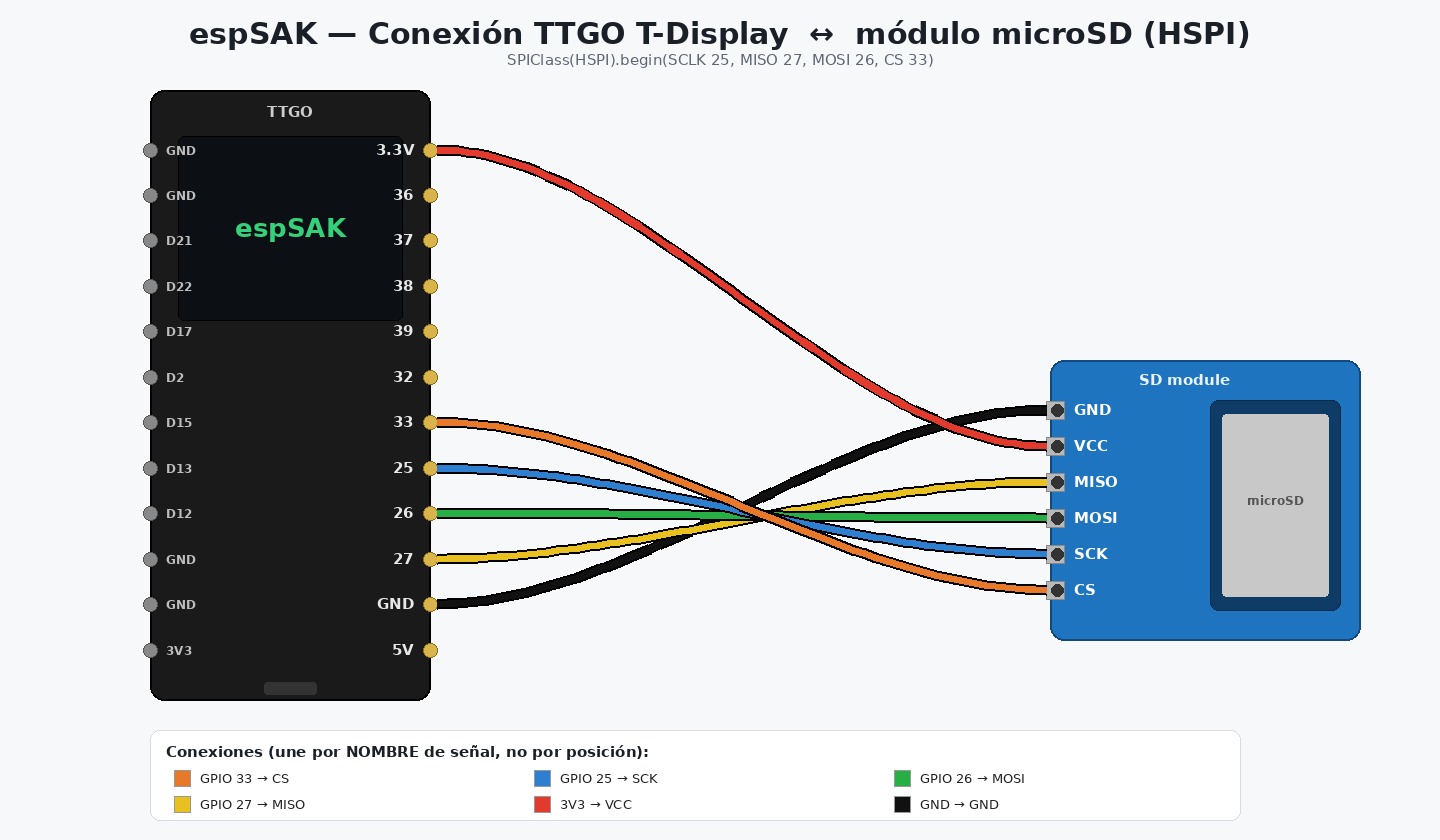 espSAK — Conexión TTGO T-Display ↔ módulo microSD (HSPI)
SPIClass(HSPI).begin(SCLK 25, MISO 27, MOSI 26, CS 33)
TTGO
GND 3.3V
GND 36
espSAK
D21 37
D22 38
D17 39
D2 32
D15 33
D13 25
D12 26
GND 27
GND GND
3V3 5V
SD module
GND
VCC
MISO
microSD
MOSI
SCK
CS
Conexiones (une por NOMBRE de señal, no por posición):
GPIO 33 → CS GPIO 25 → SCK GPIO 26 → MOSI
GPIO 27 → MISO 3V3 → VCC GND → GND